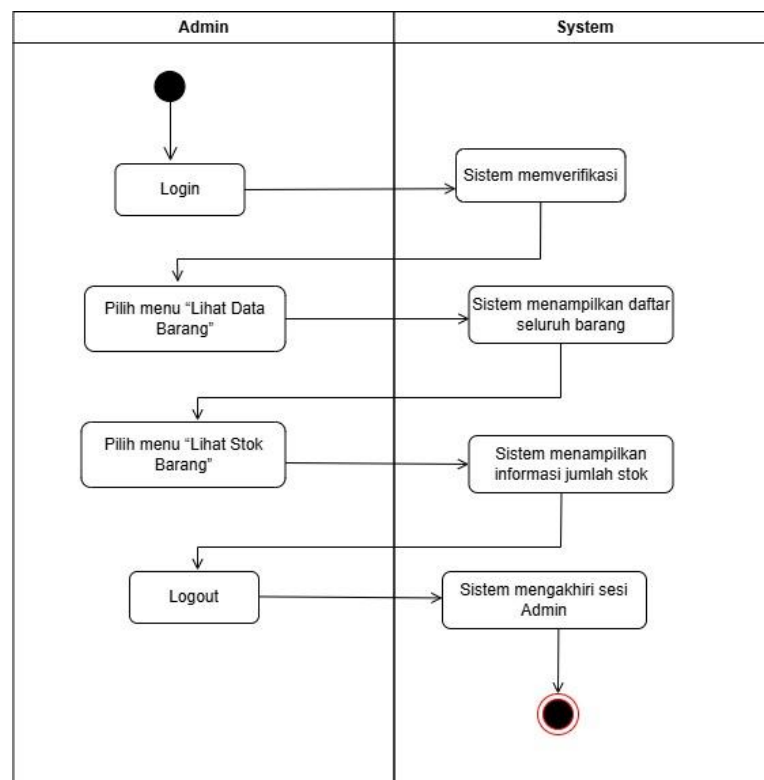 Admin
System
Login
Sistem memverifikasi
Pilih menu “Lihat Data
Barang”
Sistem menampilkan daftar
seluruh barang
Pilih menu “Lihat Stok
Barang”
Sistem menampilkan
informasi jumlah stok
Logout
Sistem mengakhiri sesi
Admin